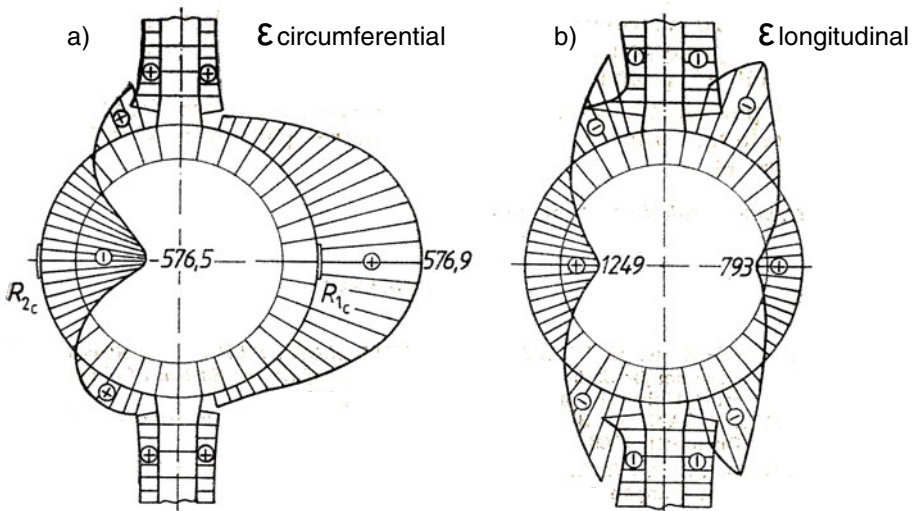 a) ε circumferential
b) ε longitudinal
+ + − −
+ − −
− -576,5 + 576,9
+ 1249 793 +
R2c R1c
+ − −
+ + − −